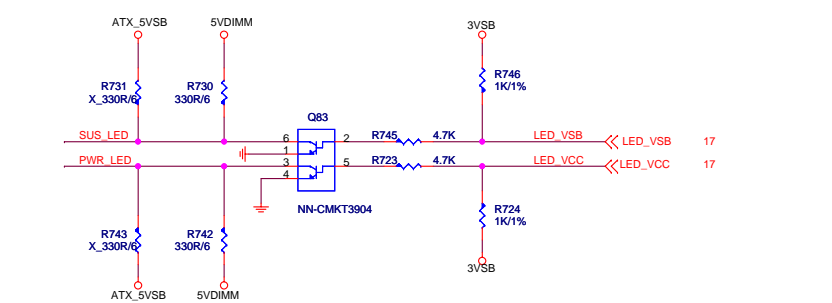 ATX_5VSB 5VDIMM 3VSB
R731
X_330R/6
R730
330R/6
R746
1K/1%
Q83
SUS_LED 6 2 R745 4.7K LED_VSB LED_VSB 17
1
PWR_LED 3 5 R723 4.7K LED_VCC LED_VCC 17
4
NN-CMKT3904
R724
1K/1%
R743
X_330R/6
R742
330R/6
3VSB
ATX_5VSB 5VDIMM